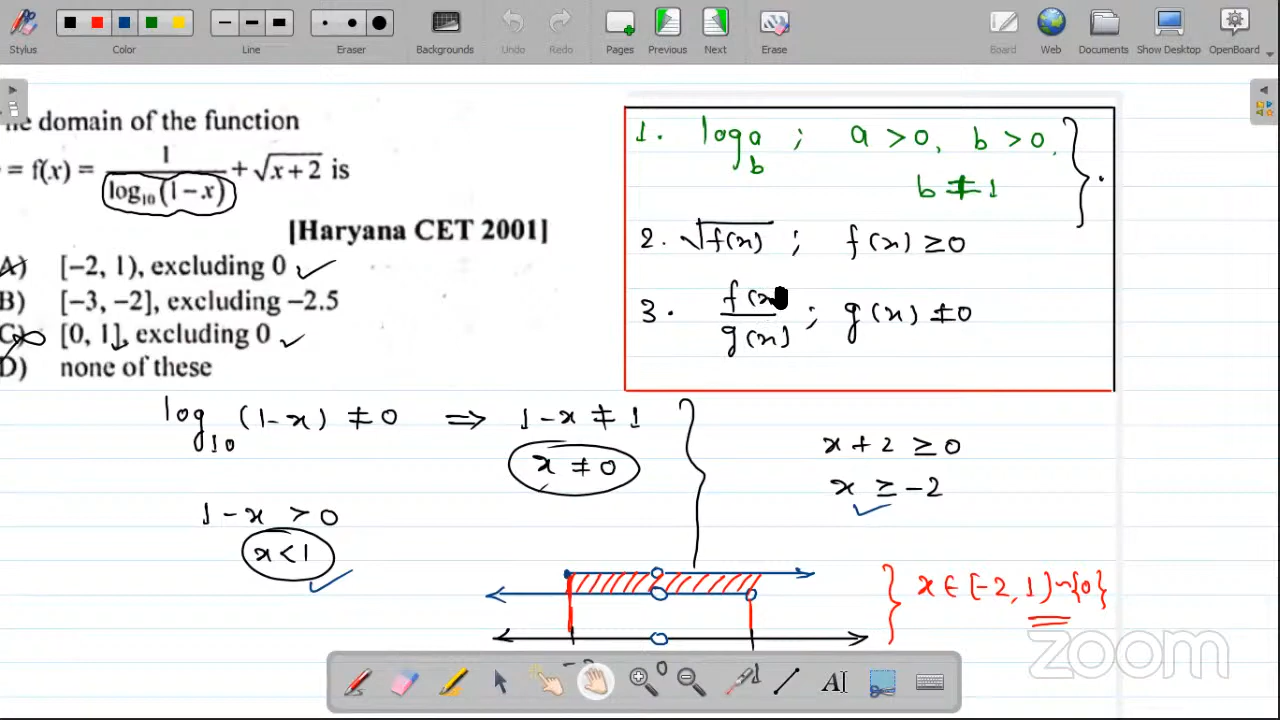 Stylus
Color
Line
Eraser
Backgrounds
Undo
Redo
Pages
Previous
Next
Erase
Board
Web
Documents
Show Desktop
OpenBoard
he domain of the function
= f(x) = 1 / log₁₀(1−x) + √x+2 is
[Haryana CET 2001]
A) [−2, 1), excluding 0 ✓
B) [−3, −2], excluding −2.5
C) [0, 1], excluding 0 ✓
D) none of these
1. log_b a ; a > 0, b > 0,
b ≠ 1
2. √f(x) ; f(x) ≥ 0
3. f(x) / g(x) ; g(x) ≠ 0
log₁₀ (1−x) ≠ 0 ⇒ 1−x ≠ 1
x ≠ 0
1−x > 0
x < 1
x + 2 ≥ 0
x ≥ −2
x ∈ [−2, 1) ~ {0}
0
1
zoom